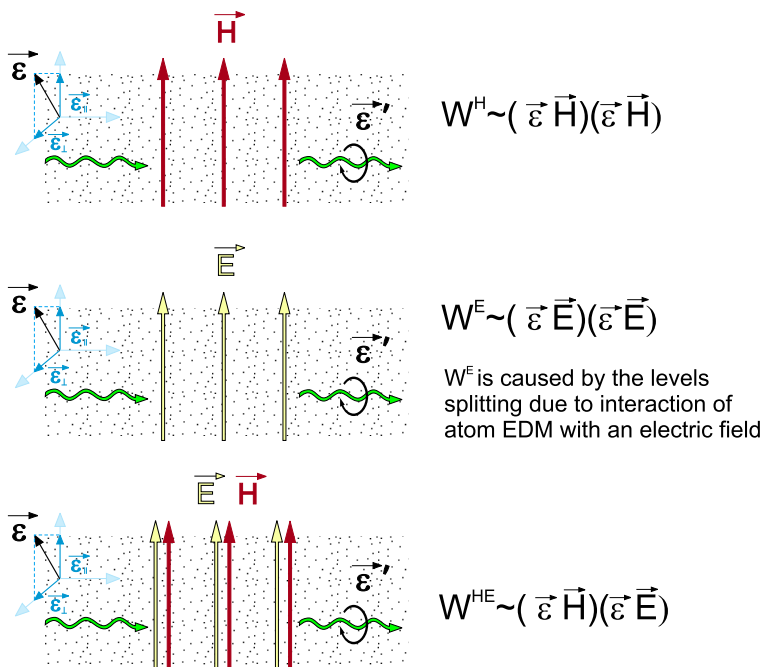 H
ε
ε∥
ε⊥
ε'
W^H~( ε H)(ε H)
E
ε
ε∥
ε⊥
ε'
W^E~( ε E)(ε E)
W^E is caused by the levels
splitting due to interaction of
atom EDM with an electric field
E H
ε
ε∥
ε⊥
ε'
W^HE~( ε H)(ε E)